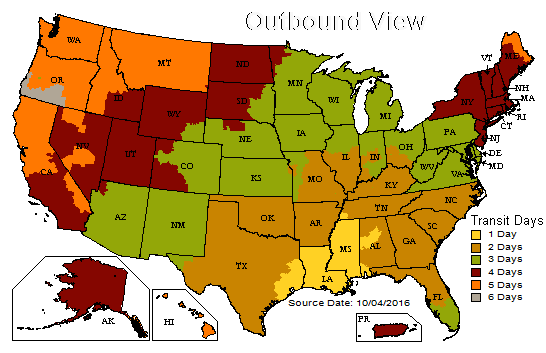 Outbound View
WA
OR
CA
NV
ID
MT
WY
UT
CO
AZ
NM
ND
SD
NE
KS
OK
TX
MN
IA
MO
AR
LA
WI
IL
MI
IN
OH
KY
TN
MS
AL
GA
FL
SC
NC
VA
WV
PA
NY
VT
ME
NH
MA
RI
CT
NJ
DE
MD
AK
HI
PR
Transit Days
1 Day
2 Days
3 Days
4 Days
5 Days
6 Days
Source Date: 10/04/2016